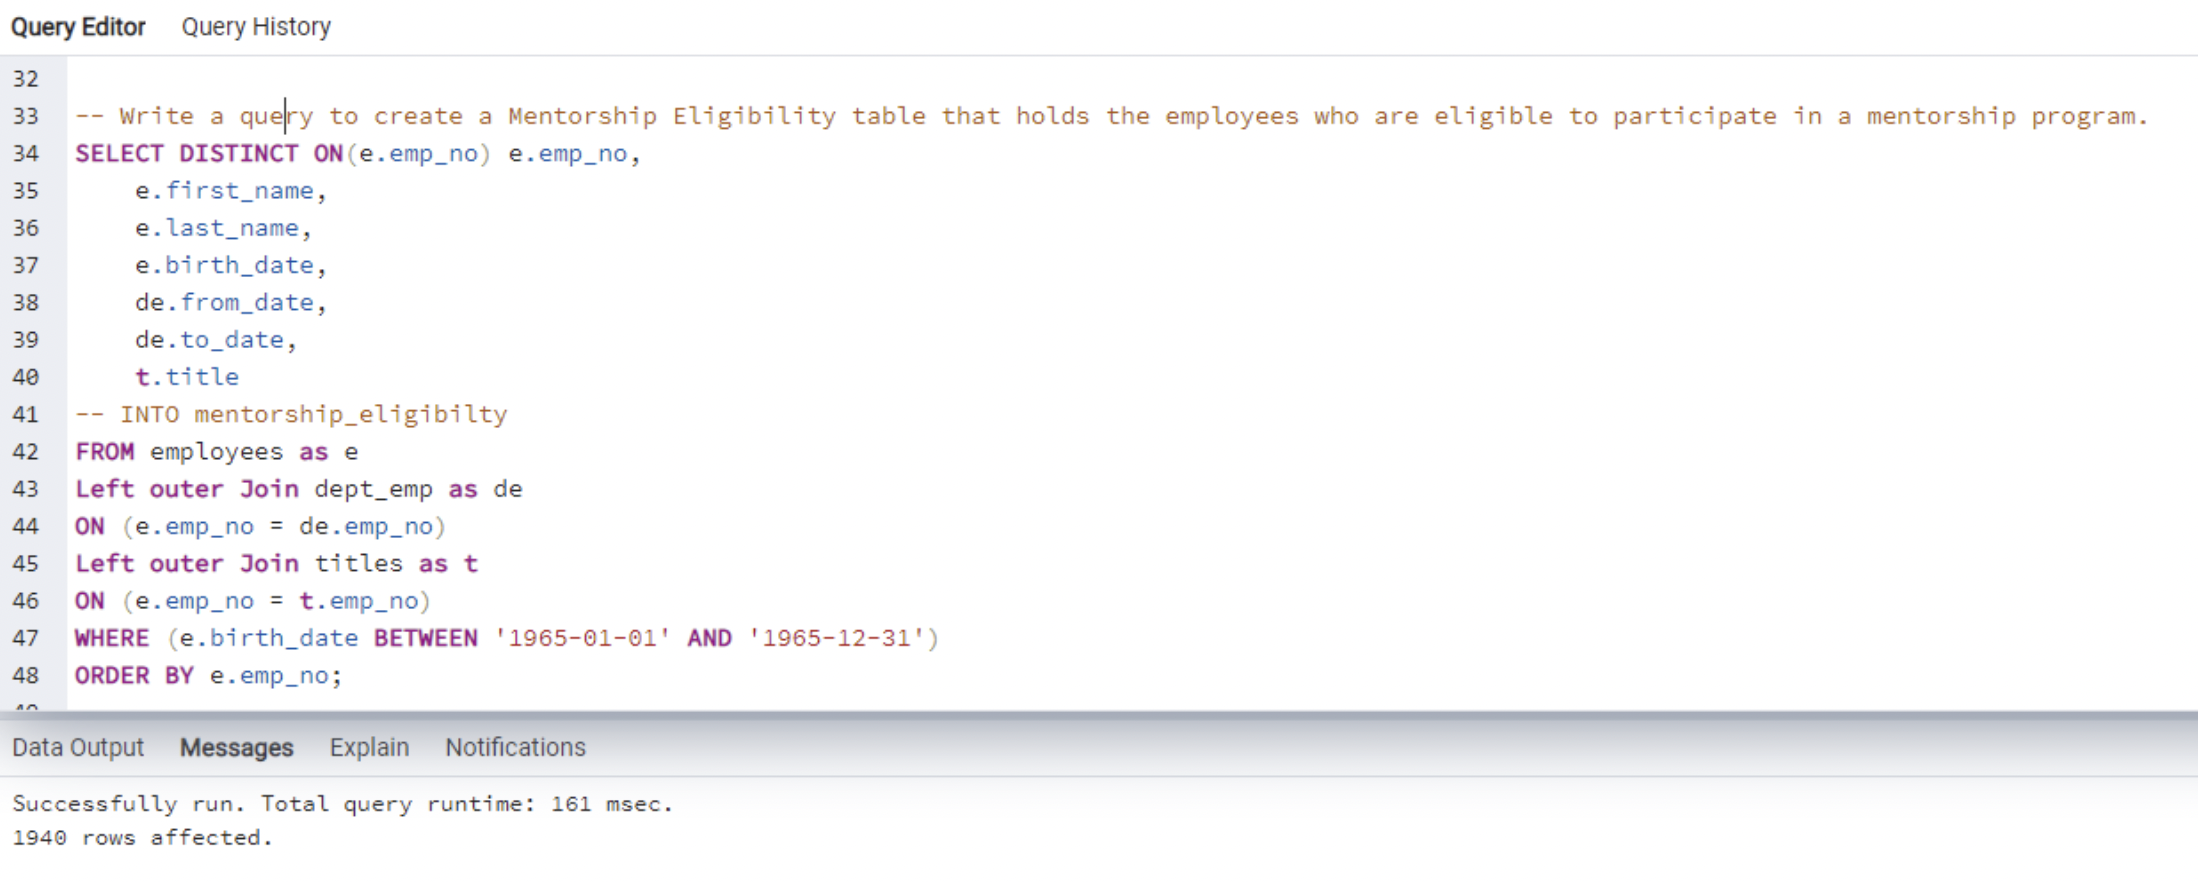 Query Editor Query History
32
33 -- Write a query to create a Mentorship Eligibility table that holds the employees who are eligible to participate in a mentorship program.
34 SELECT DISTINCT ON(e.emp_no) e.emp_no,
35 e.first_name,
36 e.last_name,
37 e.birth_date,
38 de.from_date,
39 de.to_date,
40 t.title
41 -- INTO mentorship_eligibilty
42 FROM employees as e
43 Left outer Join dept_emp as de
44 ON (e.emp_no = de.emp_no)
45 Left outer Join titles as t
46 ON (e.emp_no = t.emp_no)
47 WHERE (e.birth_date BETWEEN '1965-01-01' AND '1965-12-31')
48 ORDER BY e.emp_no;
Data Output Messages Explain Notifications
Successfully run. Total query runtime: 161 msec.
1940 rows affected.